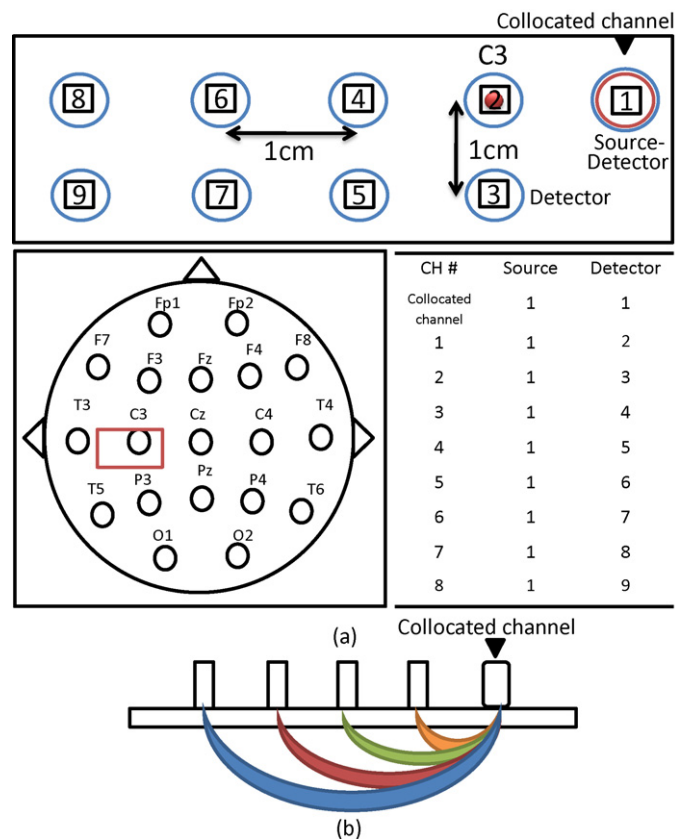 Collocated channel
C3
8 6 4 2 1
1cm 1cm Source-
Detector
9 7 5 3 Detector
Fp1 Fp2
F7 F3 Fz F4 F8
T3 C3 Cz C4 T4
T5 P3 Pz P4 T6
O1 O2
CH # Source Detector
Collocated
channel 1 1
1 1 2
2 1 3
3 1 4
4 1 5
5 1 6
6 1 7
7 1 8
8 1 9
(a)
Collocated channel
(b)